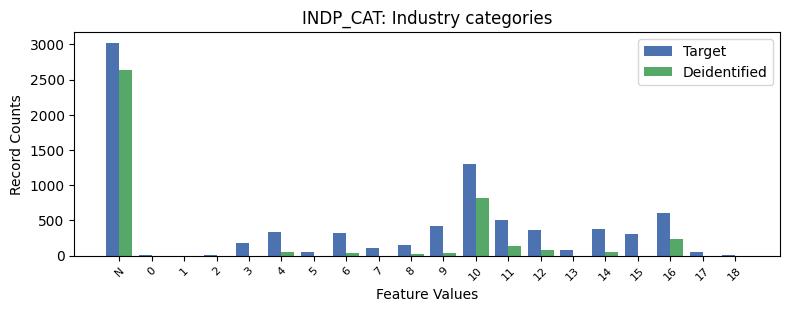 INDP_CAT: Industry categories
Target
Deidentified
Record Counts
3000
2500
2000
1500
1000
500
0
N 0 1 2 3 4 5 6 7 8 9 10 11 12 13 14 15 16 17 18
Feature Values